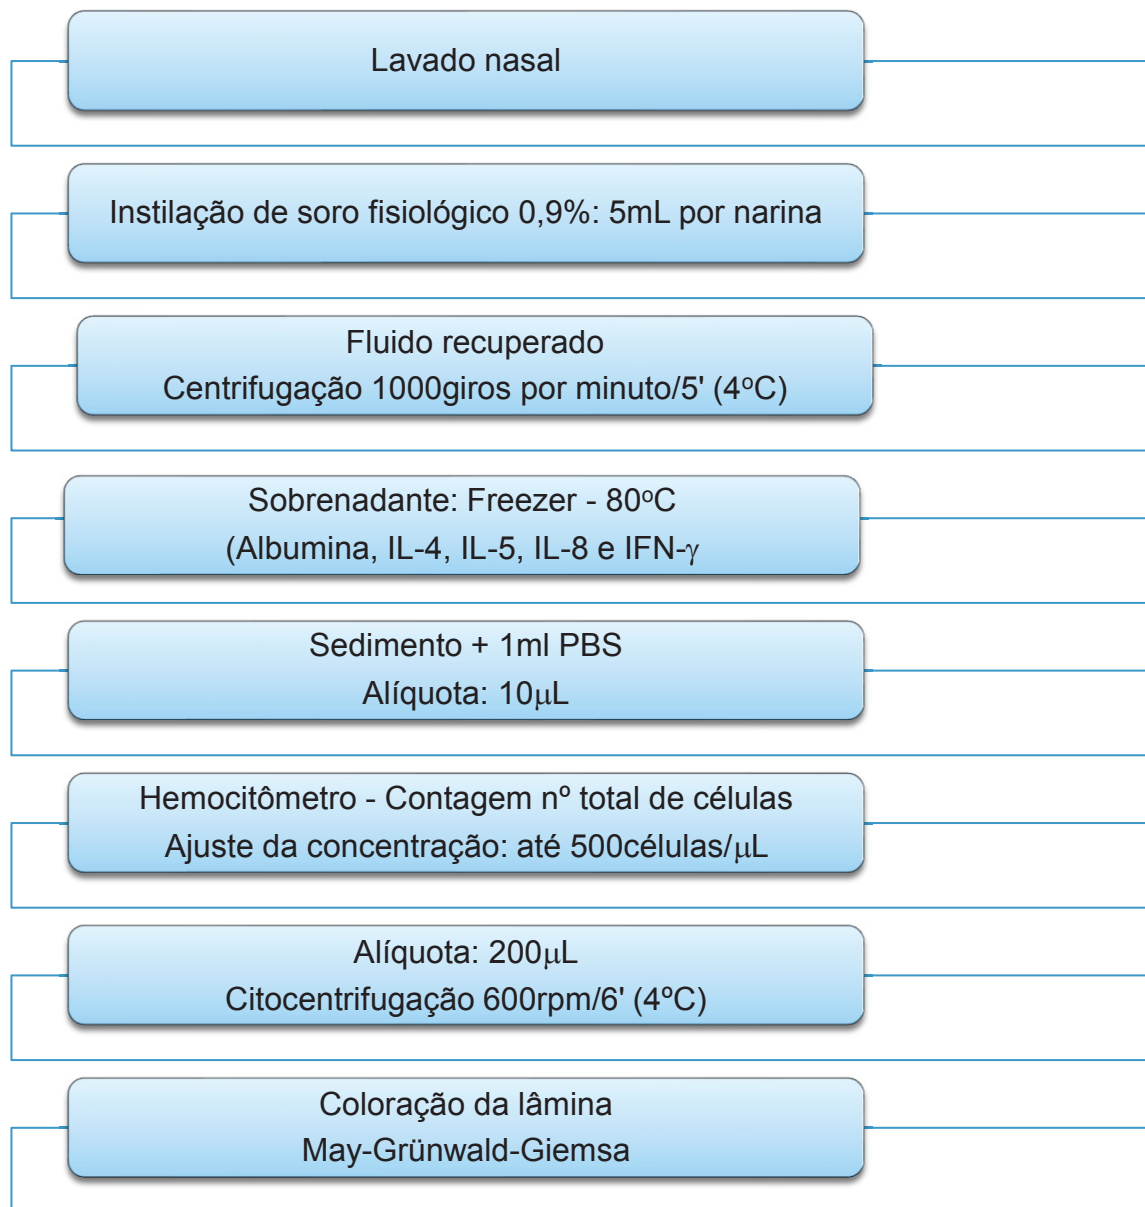 Lavado nasal
Instilação de soro fisiológico 0,9%: 5mL por narina
Fluido recuperado
Centrifugação 1000giros por minuto/5' (4ºC)
Sobrenadante: Freezer - 80ºC
(Albumina, IL-4, IL-5, IL-8 e IFN-γ
Sedimento + 1ml PBS
Alíquota: 10μL
Hemocitômetro - Contagem nº total de células
Ajuste da concentração: até 500células/μL
Alíquota: 200μL
Citocentrifugação 600rpm/6' (4ºC)
Coloração da lâmina
May-Grünwald-Giemsa